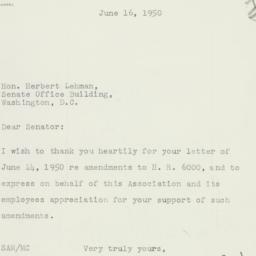 June 16, 1950
Hon. Herbert Lehman,
Senate Office Building,
Washington, D.C.
Dear Senator:
I wish to thank you heartily for your letter of
June 14, 1950 re amendments to H. R. 6000, and to
express on behalf of this Association and its
employees appreciation for your support of such
amendments.
SAM/MC Very truly yours,